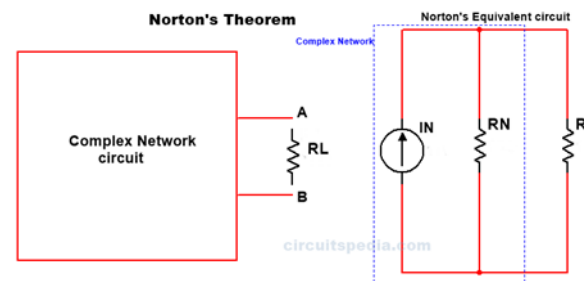 Norton's Theorem
Norton's Equivalent circuit
Complex Network
Complex Network
circuit
A
RL
B
IN
RN
R
circuitspedia.com